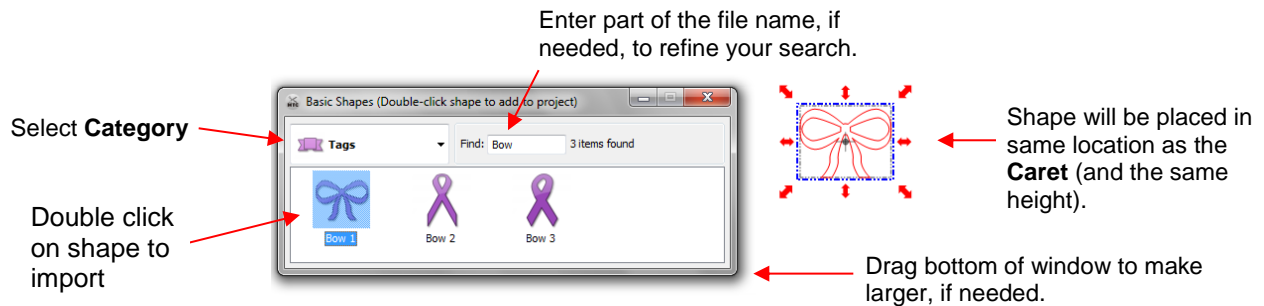 Enter part of the file name, if
needed, to refine your search.
Basic Shapes (Double-click shape to add to project)
Select Category
Tags
Find: Bow
3 items found
Shape will be placed in
same location as the
Caret (and the same
height).
Double click
on shape to
import
Bow 1
Bow 2
Bow 3
Drag bottom of window to make
larger, if needed.